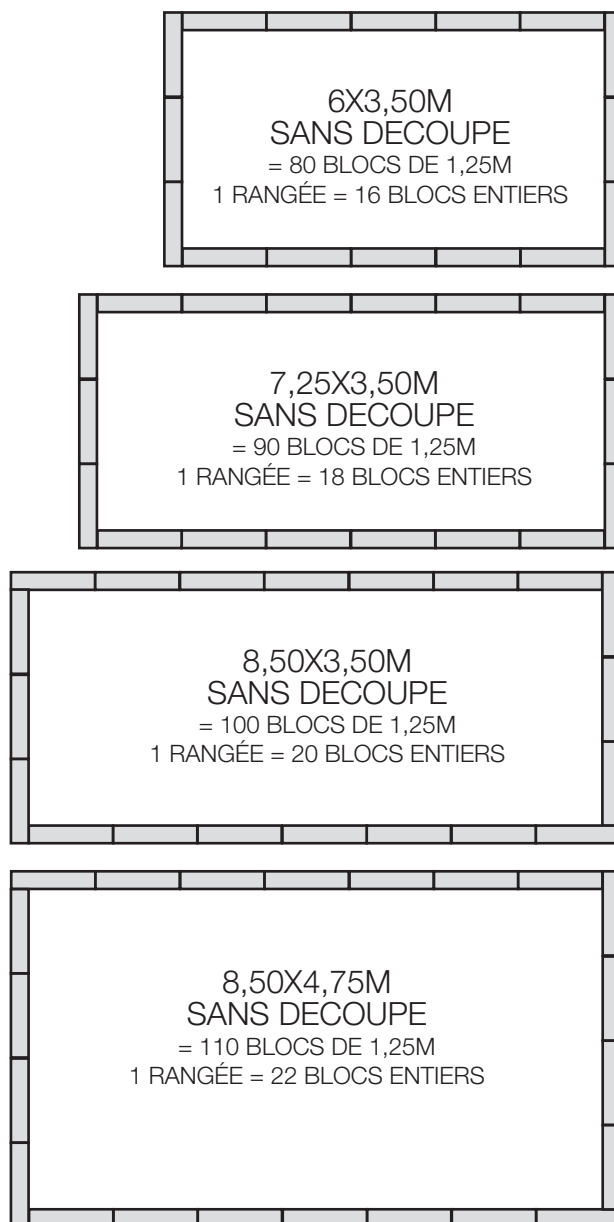 6X3,50M
SANS DECOUPE
= 80 BLOCS DE 1,25M
1 RANGÉE = 16 BLOCS ENTIERS
7,25X3,50M
SANS DECOUPE
= 90 BLOCS DE 1,25M
1 RANGÉE = 18 BLOCS ENTIERS
8,50X3,50M
SANS DECOUPE
= 100 BLOCS DE 1,25M
1 RANGÉE = 20 BLOCS ENTIERS
8,50X4,75M
SANS DECOUPE
= 110 BLOCS DE 1,25M
1 RANGÉE = 22 BLOCS ENTIERS